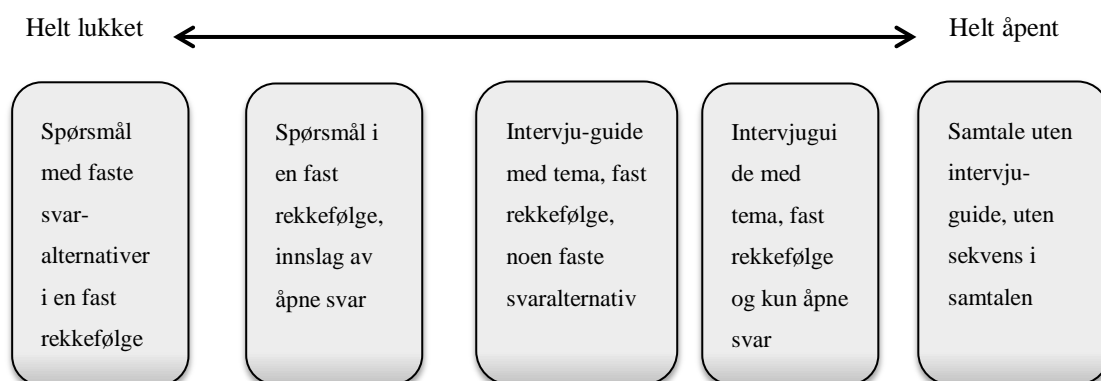 Helt lukket
Helt åpent
Spørsmål
med faste
svar-
alternativer
i en fast
rekkefølge
Spørsmål i
en fast
rekkefølge,
innslag av
åpne svar
Intervju-guide
med tema, fast
rekkefølge,
noen faste
svaralternativ
Intervjugui
de med
tema, fast
rekkefølge
og kun åpne
svar
Samtale uten
intervju-
guide, uten
sekvens i
samtalen